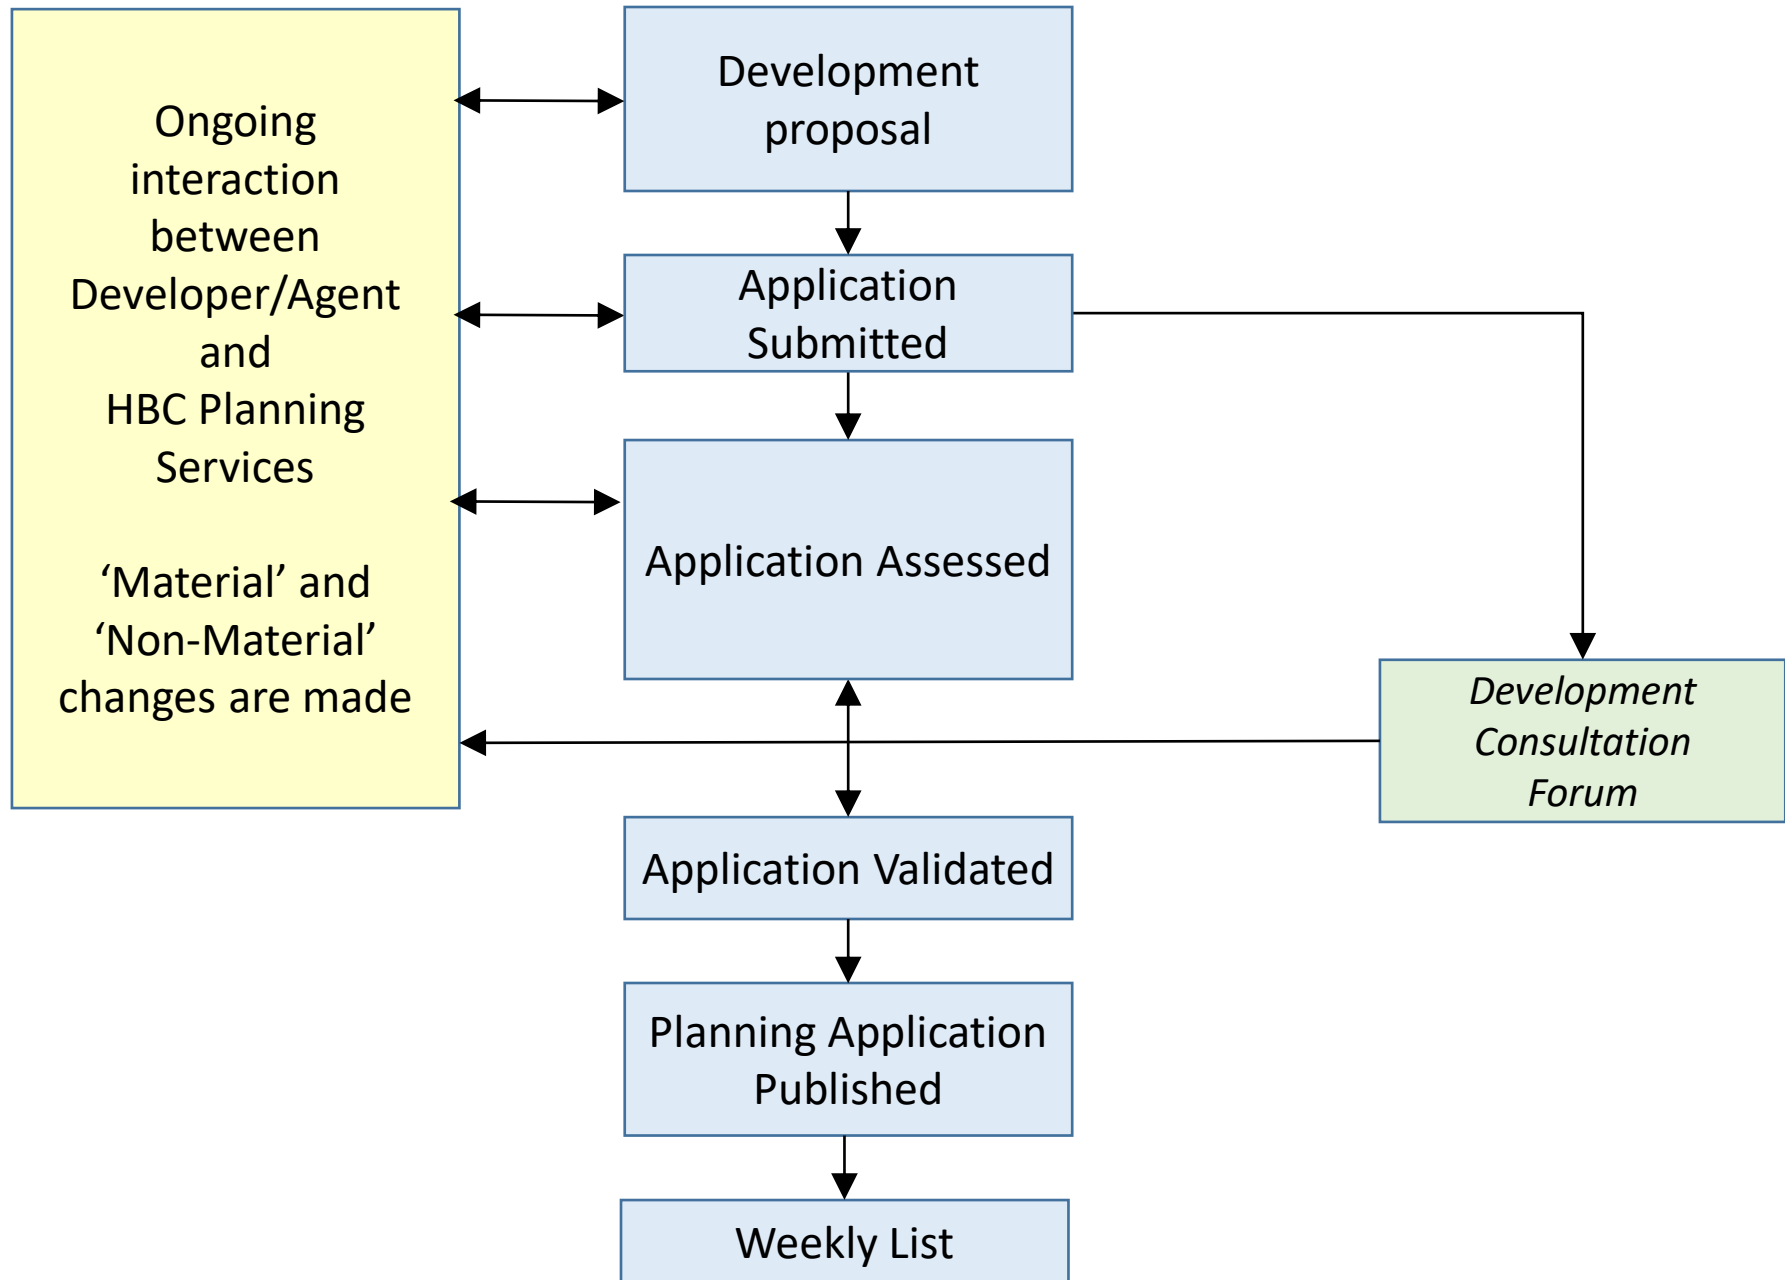 Ongoing
interaction
between
Developer/Agent
and
HBC Planning
Services
‘Material’ and
‘Non-Material’
changes are made
Development
proposal
Application
Submitted
Application Assessed
Development
Consultation
Forum
Application Validated
Planning Application
Published
Weekly List